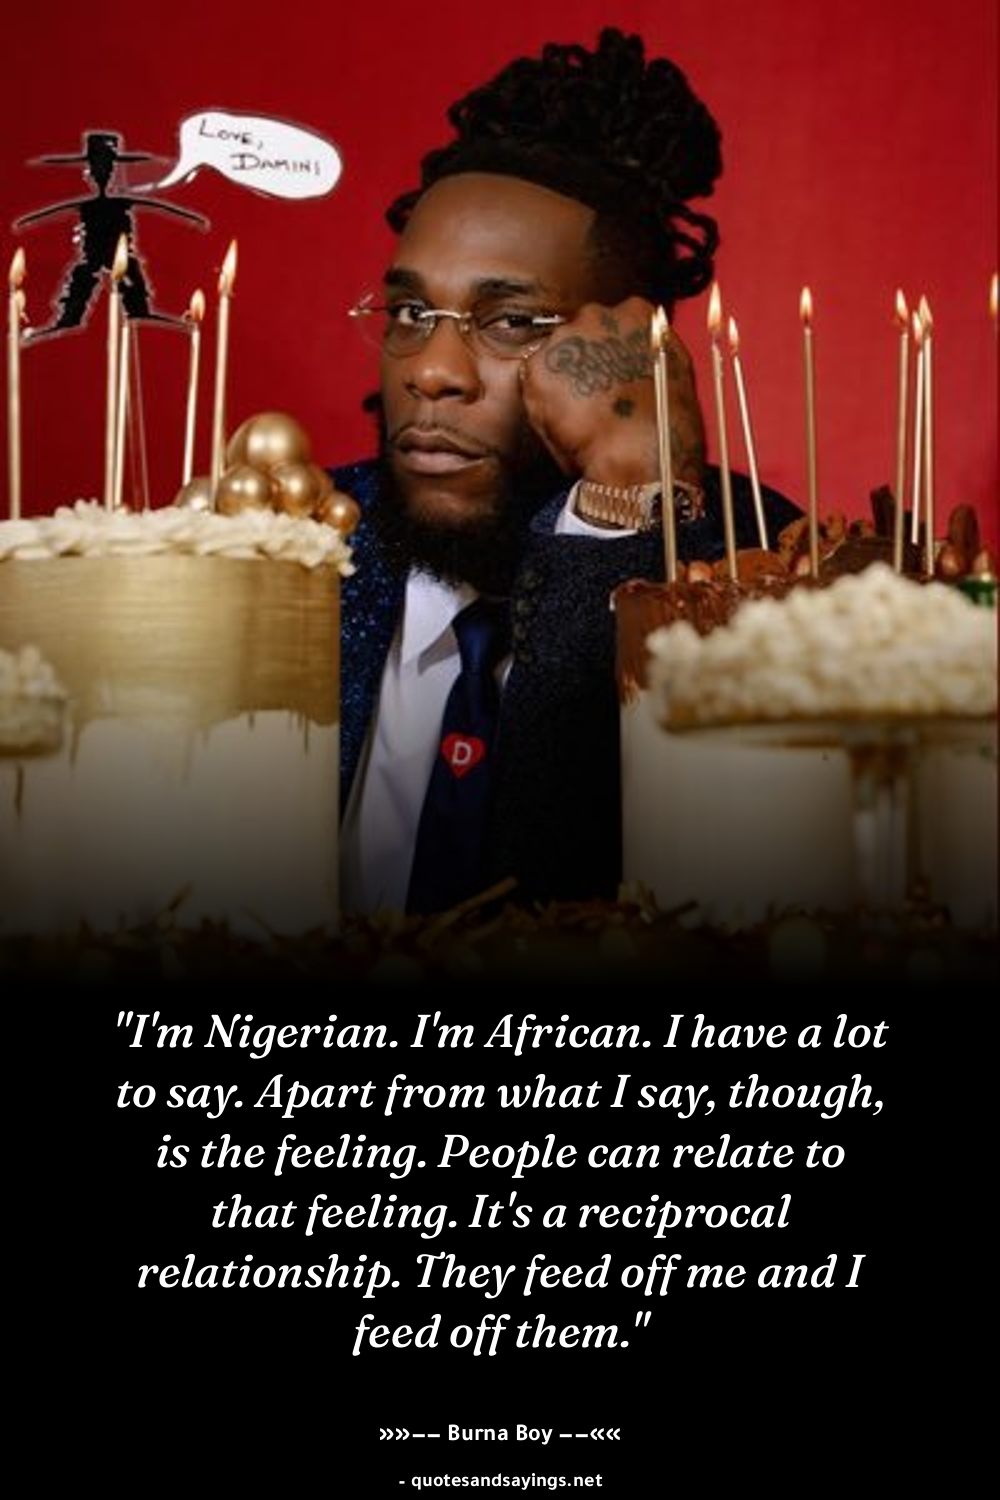 LOVE,
DAMINI
D
"I'm Nigerian. I'm African. I have a lot
to say. Apart from what I say, though,
is the feeling. People can relate to
that feeling. It's a reciprocal
relationship. They feed off me and I
feed off them."
»»–– Burna Boy ––««
- quotesandsayings.net